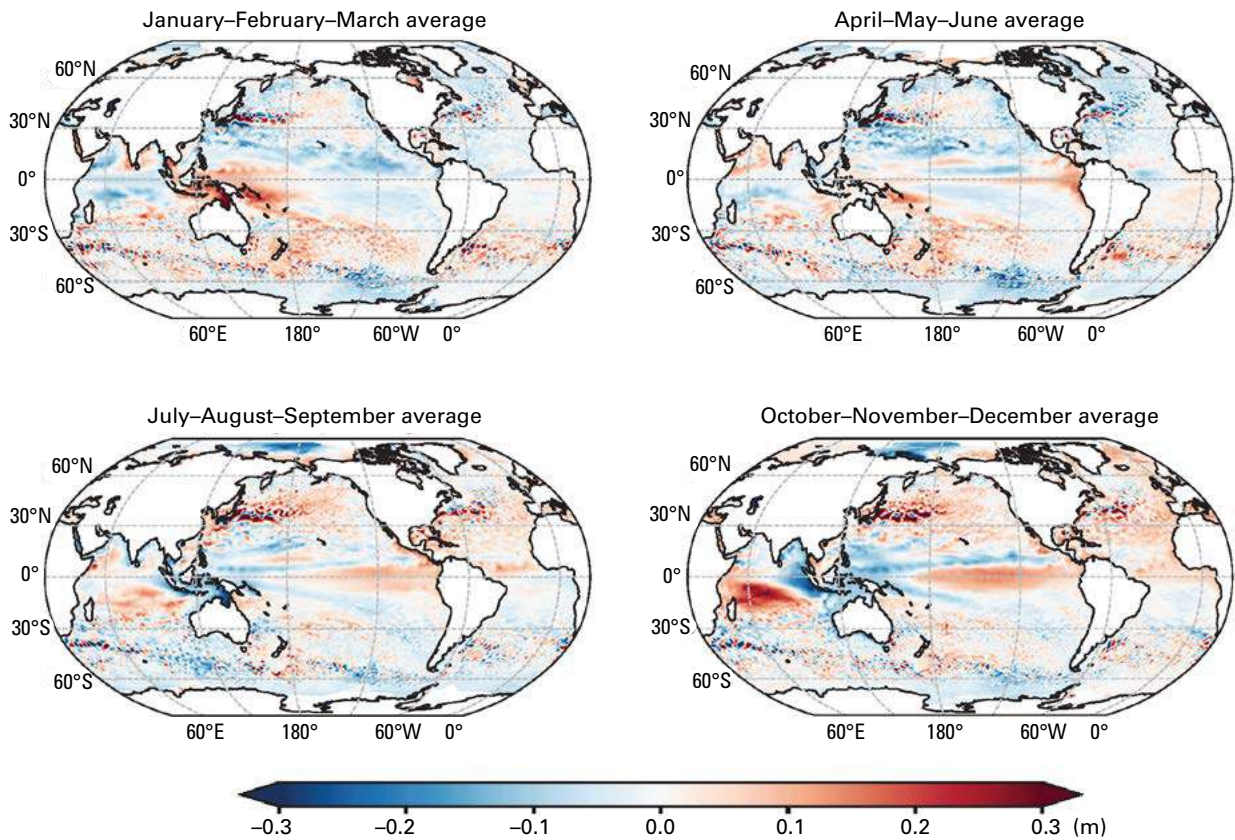 January–February–March average
April–May–June average
60°N
30°N
0°
30°S
60°S
60°E 180° 60°W 0°
60°N
30°N
0°
30°S
60°S
60°E 180° 60°W 0°
July–August–September average
October–November–December average
60°N
30°N
0°
30°S
60°S
60°E 180° 60°W 0°
60°N
30°N
0°
30°S
60°S
60°E 180° 60°W 0°
–0.3 –0.2 –0.1 0.0 0.1 0.2 0.3 (m)